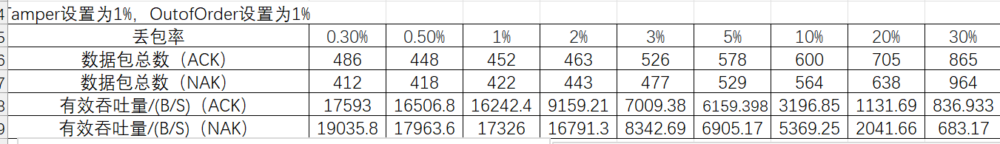 4 Tamper设置为1%，OutofOrder设置为1%
5 丢包率 0.30% 0.50% 1% 2% 3% 5% 10% 20% 30%
6 数据包总数（ACK） 486 448 452 463 526 578 600 705 865
7 数据包总数（NAK） 412 418 422 443 477 529 564 638 964
8 有效吞吐量/(B/S)（ACK） 17593 16506.8 16242.4 9159.21 7009.38 6159.398 3196.85 1131.69 836.933
9 有效吞吐量/(B/S)（NAK） 19035.8 17963.6 17326 16791.3 8342.69 6905.17 5369.25 2041.66 683.17